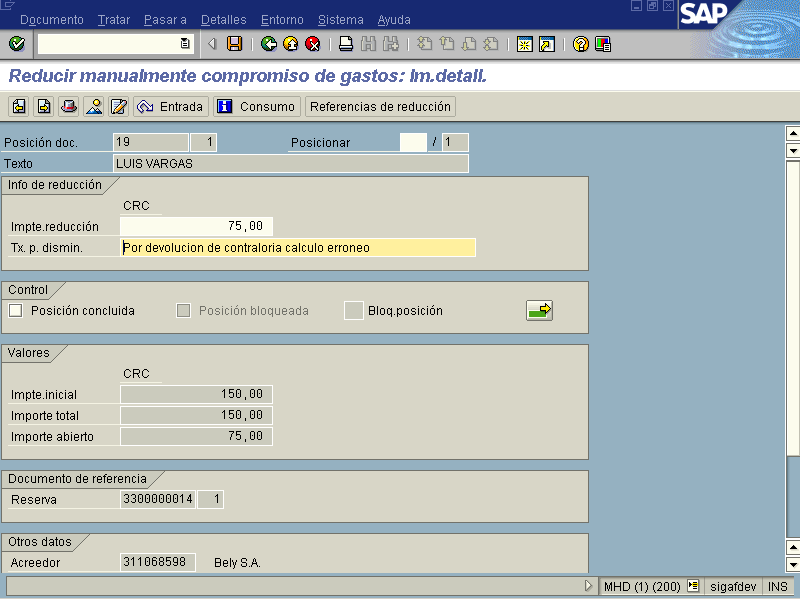 Documento Tratar Pasar a Detalles Entorno Sistema Ayuda
SAP
Reducir manualmente compromiso de gastos: Im.detall.
Entrada Consumo Referencias de reducción
Posición doc. 19 1 Posicionar / 1
Texto LUIS VARGAS
Info de reducción
CRC
Impte.reducción 75,00
Tx. p. dismin. Por devolucion de contraloria calculo erroneo
Control
Posición concluida Posición bloqueada Bloq.posición
Valores
CRC
Impte.inicial 150,00
Importe total 150,00
Importe abierto 75,00
Documento de referencia
Reserva 3300000014 1
Otros datos
Acreedor 311068598 Bely S.A.
MHD (1) (200) sigafdev INS